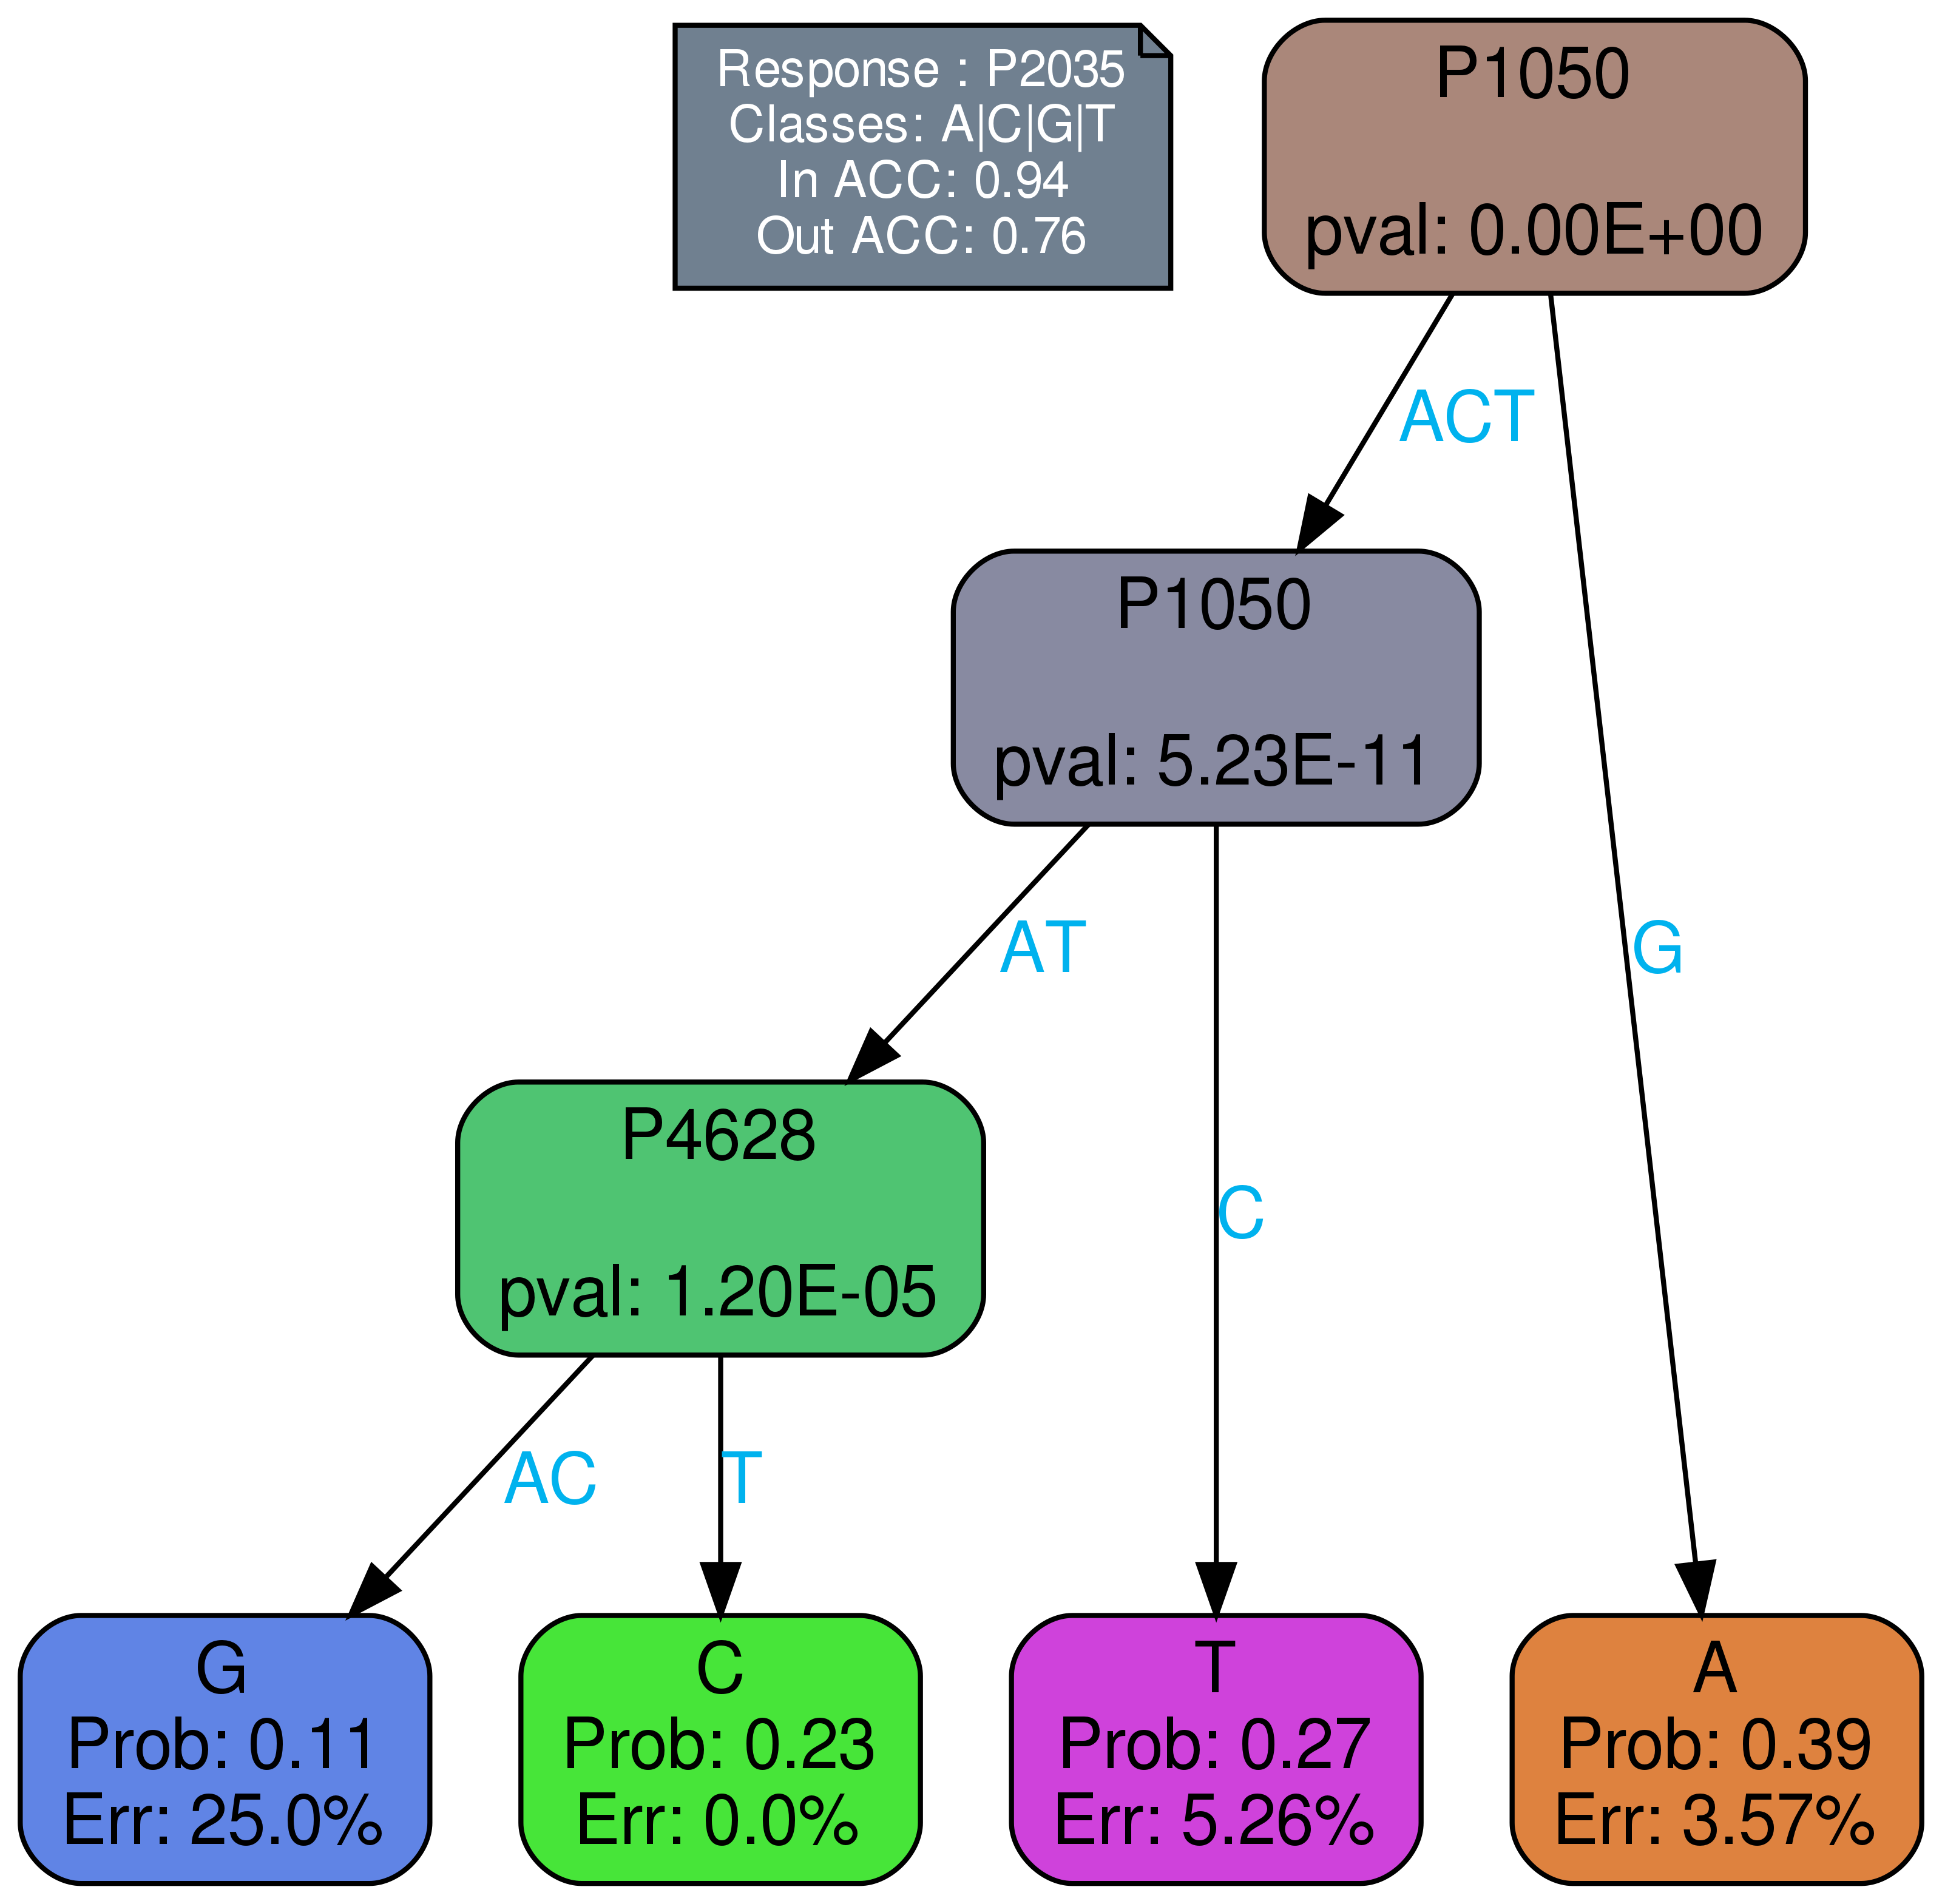 Response : P2035
Classes: A|C|G|T
In ACC: 0.94
Out ACC: 0.76
P1050
pval: 0.00E+00
ACT
P1050
pval: 5.23E-11
AT
G
P4628
C
pval: 1.20E-05
AC
T
G
Prob: 0.11
Err: 25.0%
C
Prob: 0.23
Err: 0.0%
T
Prob: 0.27
Err: 5.26%
A
Prob: 0.39
Err: 3.57%